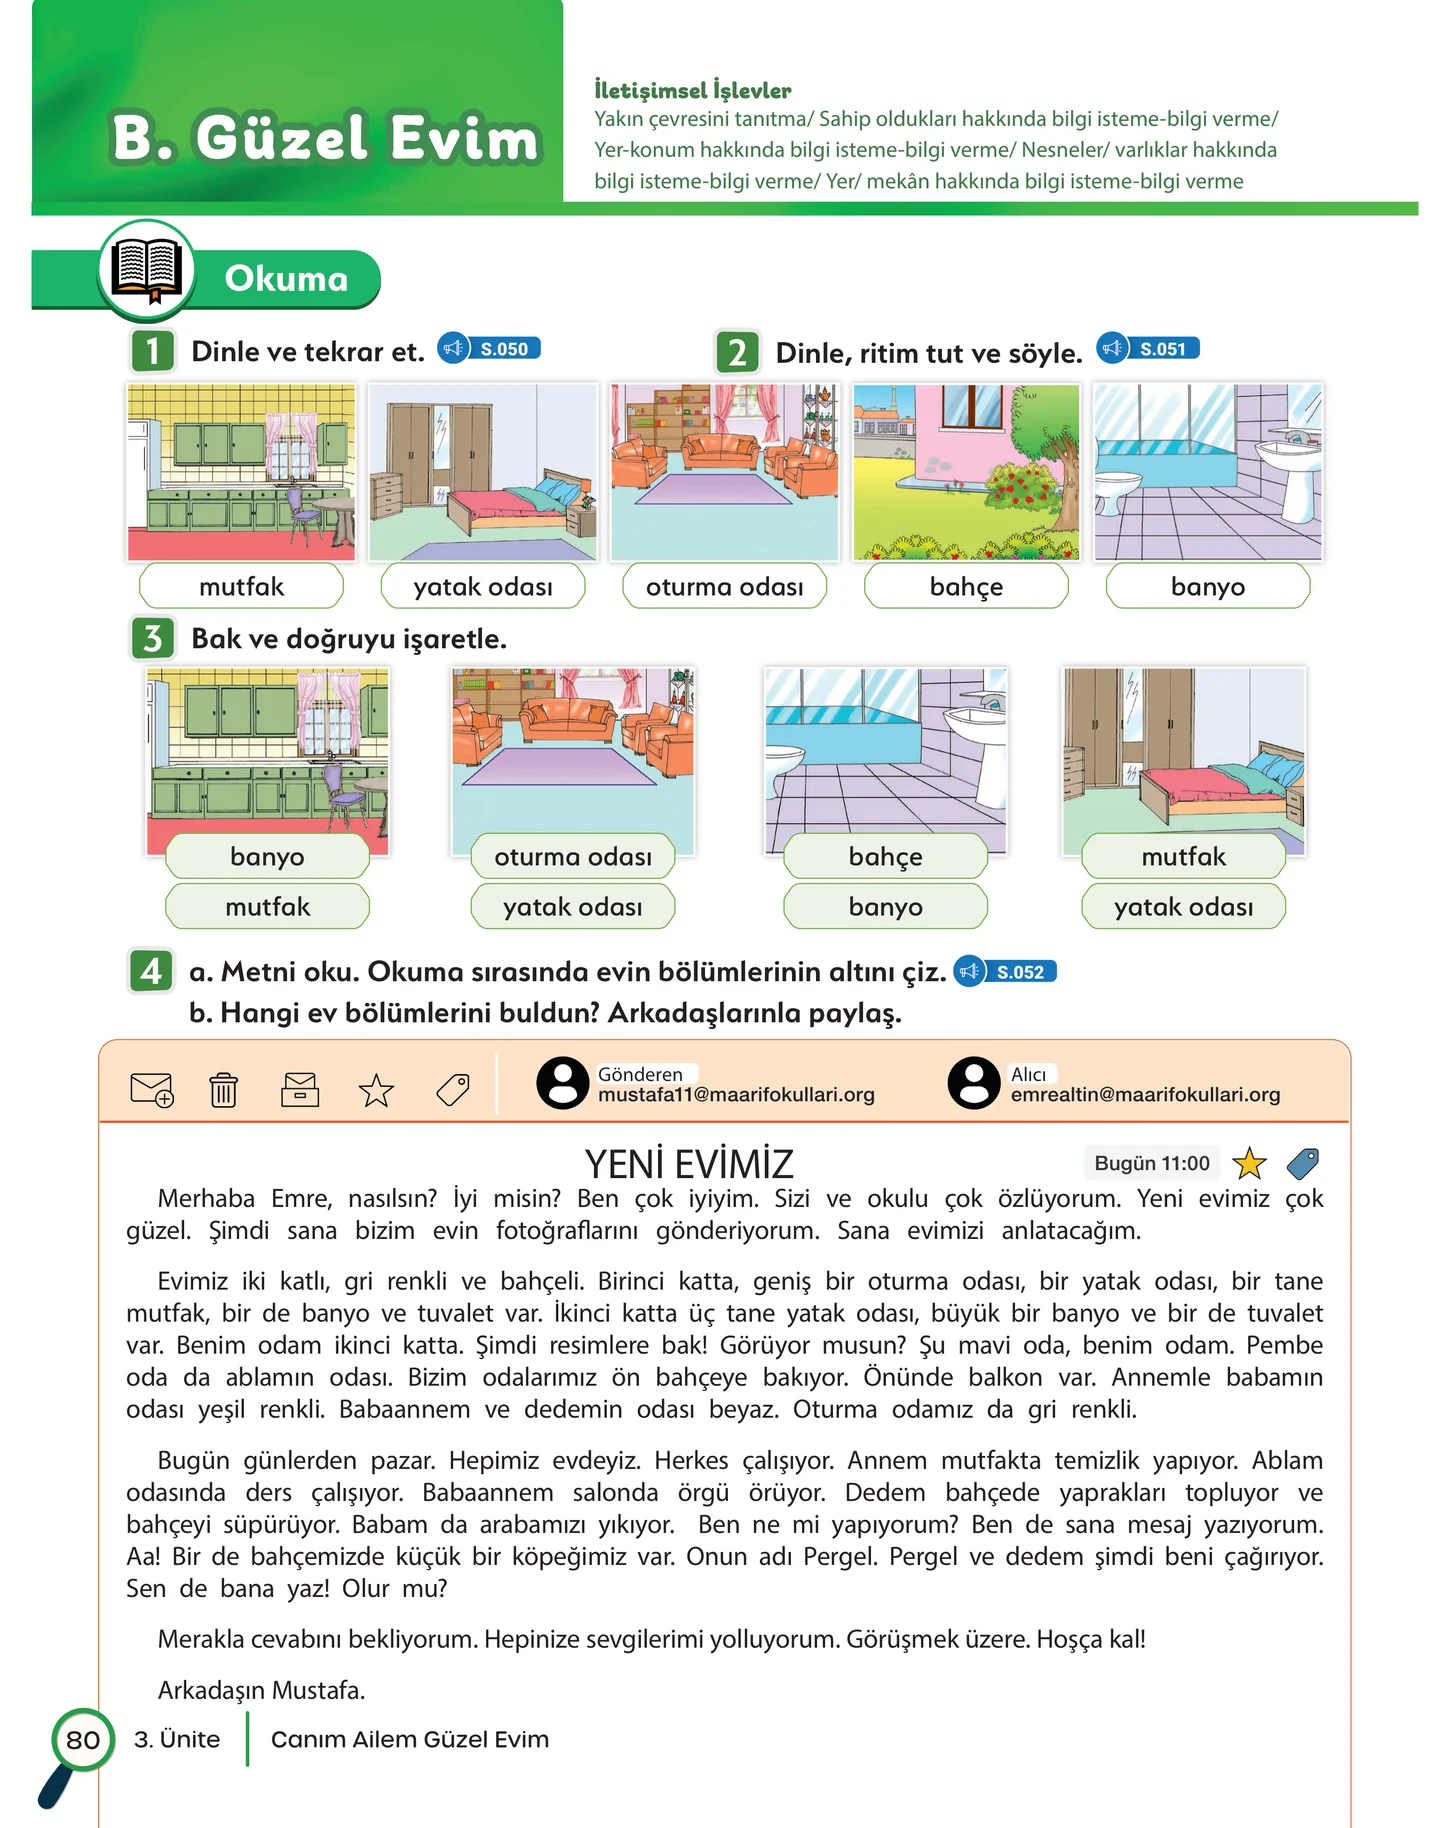 B. Güzel Evim
İletişimsel İşlevler
Yakın çevresini tanıtma/ Sahip oldukları hakkında bilgi isteme-bilgi verme/
Yer-konum hakkında bilgi isteme-bilgi verme/ Nesneler/ varlıklar hakkında
bilgi isteme-bilgi verme/ Yer/ mekân hakkında bilgi isteme-bilgi verme
Okuma
1 Dinle ve tekrar et. S.050
2 Dinle, ritim tut ve söyle. S.051
mutfak
yatak odası
oturma odası
bahçe
banyo
3 Bak ve doğruyu işaretle.
banyo
mutfak
oturma odası
yatak odası
bahçe
banyo
mutfak
yatak odası
4 a. Metni oku. Okuma sırasında evin bölümlerinin altını çiz. S.052
b. Hangi ev bölümlerini buldun? Arkadaşlarınla paylaş.
Gönderen
mustafa11@maarifokullari.org
Alıcı
emrealtin@maarifokullari.org
YENİ EVİMİZ
Bugün 11:00
Merhaba Emre, nasılsın? İyi misin? Ben çok iyiyim. Sizi ve okulu çok özlüyorum. Yeni evimiz çok
güzel. Şimdi sana bizim evin fotoğraflarını gönderiyorum. Sana evimizi anlatacağım.
Evimiz iki katlı, gri renkli ve bahçeli. Birinci katta, geniş bir oturma odası, bir yatak odası, bir tane
mutfak, bir de banyo ve tuvalet var. İkinci katta üç tane yatak odası, büyük bir banyo ve bir de tuvalet
var. Benim odam ikinci katta. Şimdi resimlere bak! Görüyor musun? Şu mavi oda, benim odam. Pembe
oda da ablamın odası. Bizim odalarımız ön bahçeye bakıyor. Önünde balkon var. Annemle babamın
odası yeşil renkli. Babaannem ve dedemin odası beyaz. Oturma odamız da gri renkli.
Bugün günlerden pazar. Hepimiz evdeyiz. Herkes çalışıyor. Annem mutfakta temizlik yapıyor. Ablam
odasında ders çalışıyor. Babaannem salonda örgü örüyor. Dedem bahçede yaprakları topluyor ve
bahçeyi süpürüyor. Babam da arabamızı yıkıyor. Ben ne mi yapıyorum? Ben de sana mesaj yazıyorum.
Aa! Bir de bahçemizde küçük bir köpeğimiz var. Onun adı Pergel. Pergel ve dedem şimdi beni çağırıyor.
Sen de bana yaz! Olur mu?
Merakla cevabını bekliyorum. Hepinize sevgilerimi yolluyorum. Görüşmek üzere. Hoşça kal!
Arkadaşın Mustafa.
80 3. Ünite Canım Ailem Güzel Evim